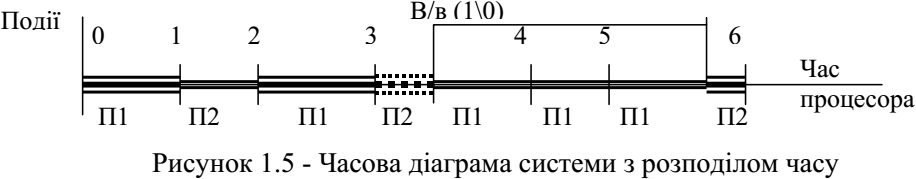 В/в (1\0)
Події
0 1 2 3 4 5 6
Час
процесора
П1 П2 П1 П2 П1 П1 П1 П2
Рисунок 1.5 - Часова діаграма системи з розподілом часу